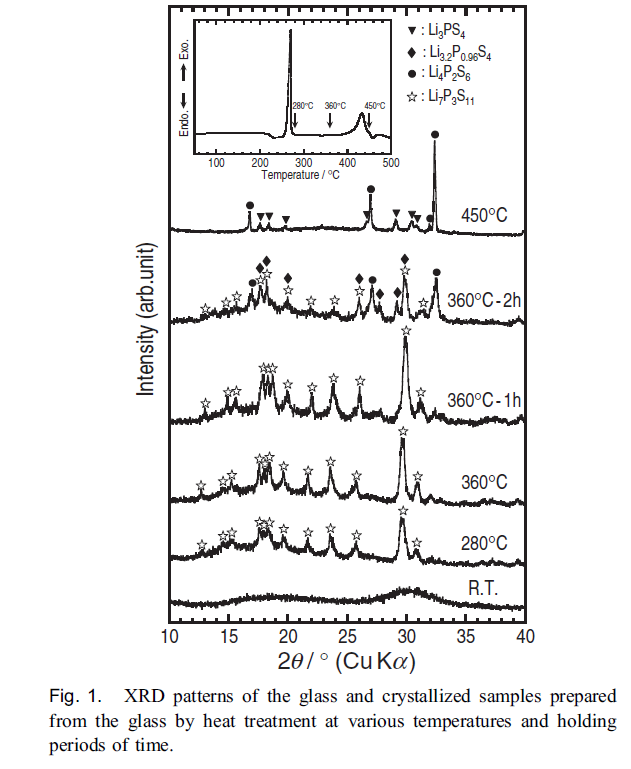 ▼ : Li3PS4
◆ : Li3.2P0.96S4
● : Li4P2S6
☆ : Li7P3S11
Endo. ← → Exo.
280°C 360°C 450°C
100 200 300 400 500
Temperature / °C
450°C
360°C-2h
360°C-1h
360°C
280°C
R.T.
Intensity (arb.unit)
10 15 20 25 30 35 40
2θ / ° (Cu Kα)
Fig. 1. XRD patterns of the glass and crystallized samples prepared
from the glass by heat treatment at various temperatures and holding
periods of time.